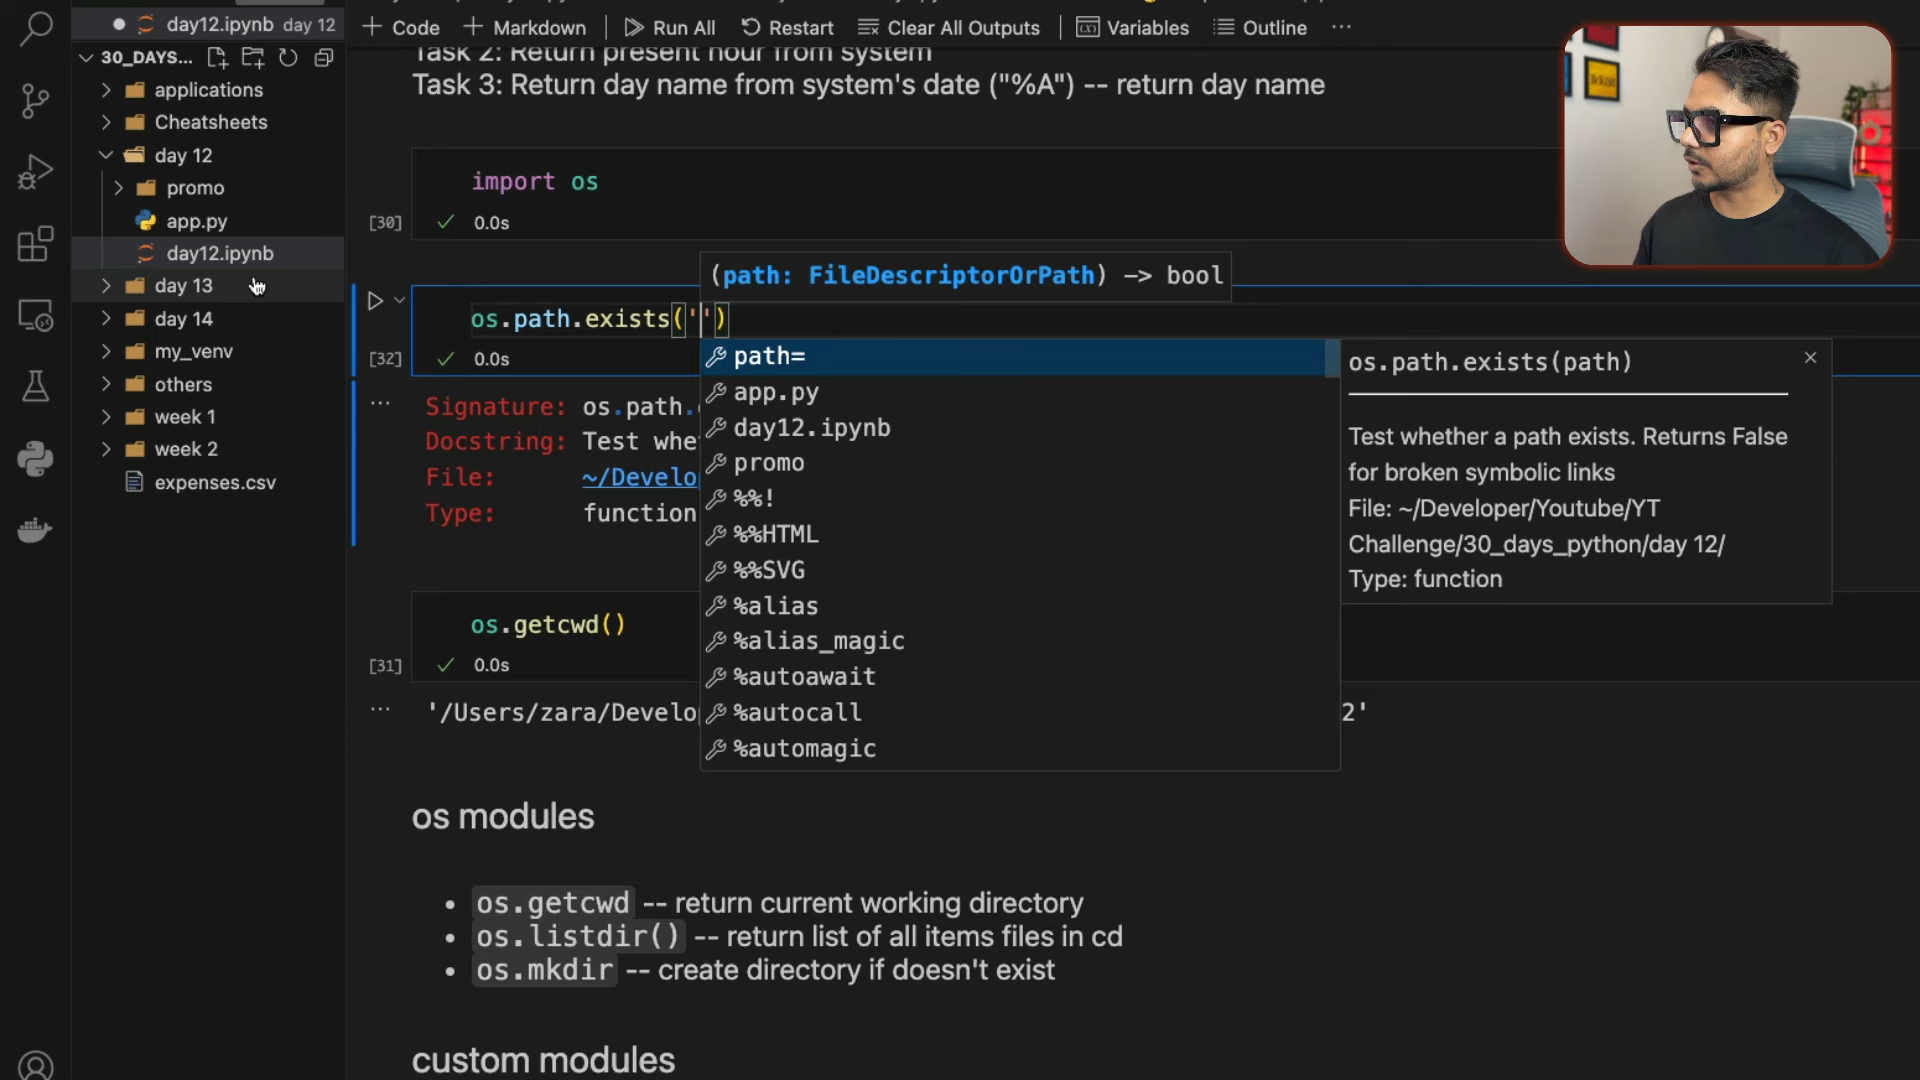 day12.ipynb day 12
Code
Markdown
Run All
Restart
Clear All Outputs
Variables
Outline
30_DAYS...
applications
Cheatsheets
day 12
promo
app.py
day12.ipynb
day 13
day 14
my_venv
others
week 1
week 2
expenses.csv
Task 2: Return present hour from system
Task 3: Return day name from system's date ("%A") -- return day name
import os
[30]
0.0s
(path: FileDescriptorOrPath) -> bool
os.path.exists('')
[32]
0.0s
path=
app.py
day12.ipynb
promo
%%!
%%HTML
%%SVG
%alias
%alias_magic
%autoawait
%autocall
%automagic
os.path.exists(path)
Test whether a path exists. Returns False
for broken symbolic links
File: ~/Developer/Youtube/YT
Challenge/30_days_python/day 12/
Type: function
Signature: os.path.
Docstring: Test whe
File: ~/Develo
Type: function
os.getcwd()
[31]
0.0s
'/Users/zara/Develo
2'
os modules
• os.getcwd -- return current working directory
• os.listdir() -- return list of all items files in cd
• os.mkdir -- create directory if doesn't exist
custom modules